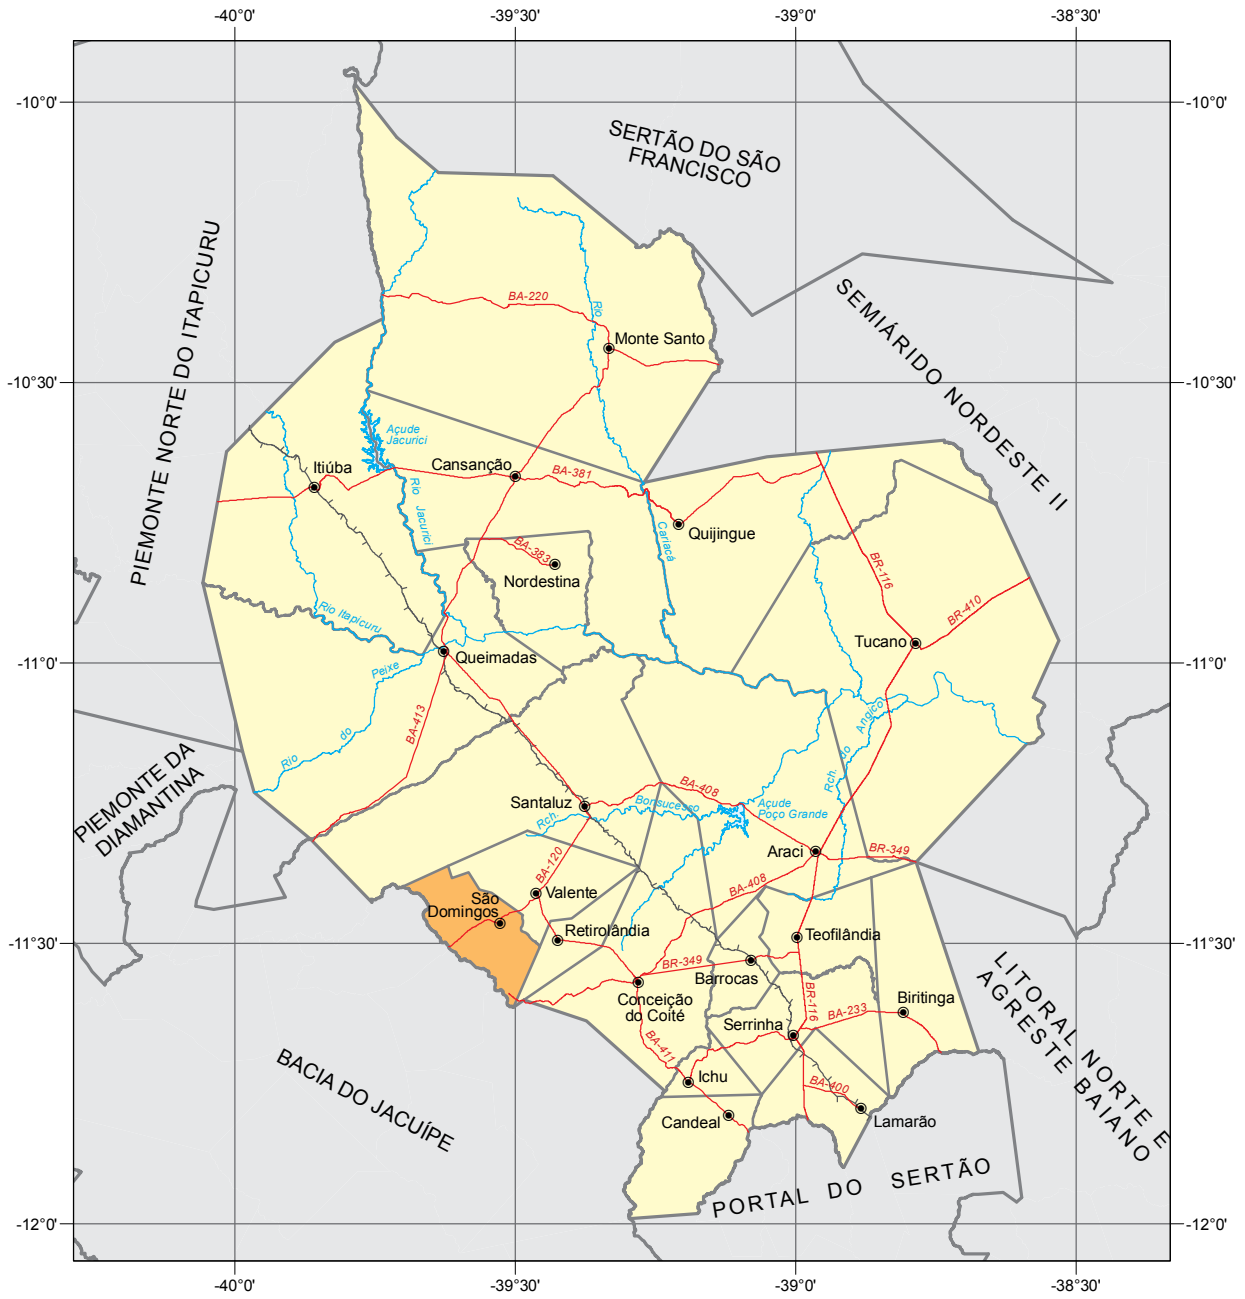 -40°0'
-39°30'
-39°0'
-38°30'
-10°0'
-10°0'
SERTÃO DO SÃO
FRANCISCO
PIEMONTE NORTE DO ITAPICURU
SEMIÁRIDO NORDESTE II
BA-220
Rio
Monte Santo
-10°30'
-10°30'
Açude
Jacurici
Itiúba
Cansanção
BA-381
Rio Jacurici
Cariacá
Quijingue
BA-383
Nordestina
BR-116
BR-410
Rio Itapicuru
Tucano
-11°0'
-11°0'
Queimadas
Peixe
do
Rio
BA-413
Angico
do
Rch.
PIEMONTE DA
DIAMANTINA
BA-408
Santaluz
Bonsucesso
Rch.
Açude
Poço Grande
Araci
BR-349
BA-120
BA-408
Valente
São
Domingos
Retirolândia
Teofilândia
-11°30'
-11°30'
BR-349
Barrocas
LITORAL NORTE E
AGRESTE BAIANO
Conceição
do Coité
BR-116
Biritinga
BA-233
Serrinha
BA-411
Ichu
BA-400
BACIA DO JACUÍPE
Candeal
Lamarão
PORTAL DO SERTÃO
-12°0'
-12°0'
-40°0'
-39°30'
-39°0'
-38°30'